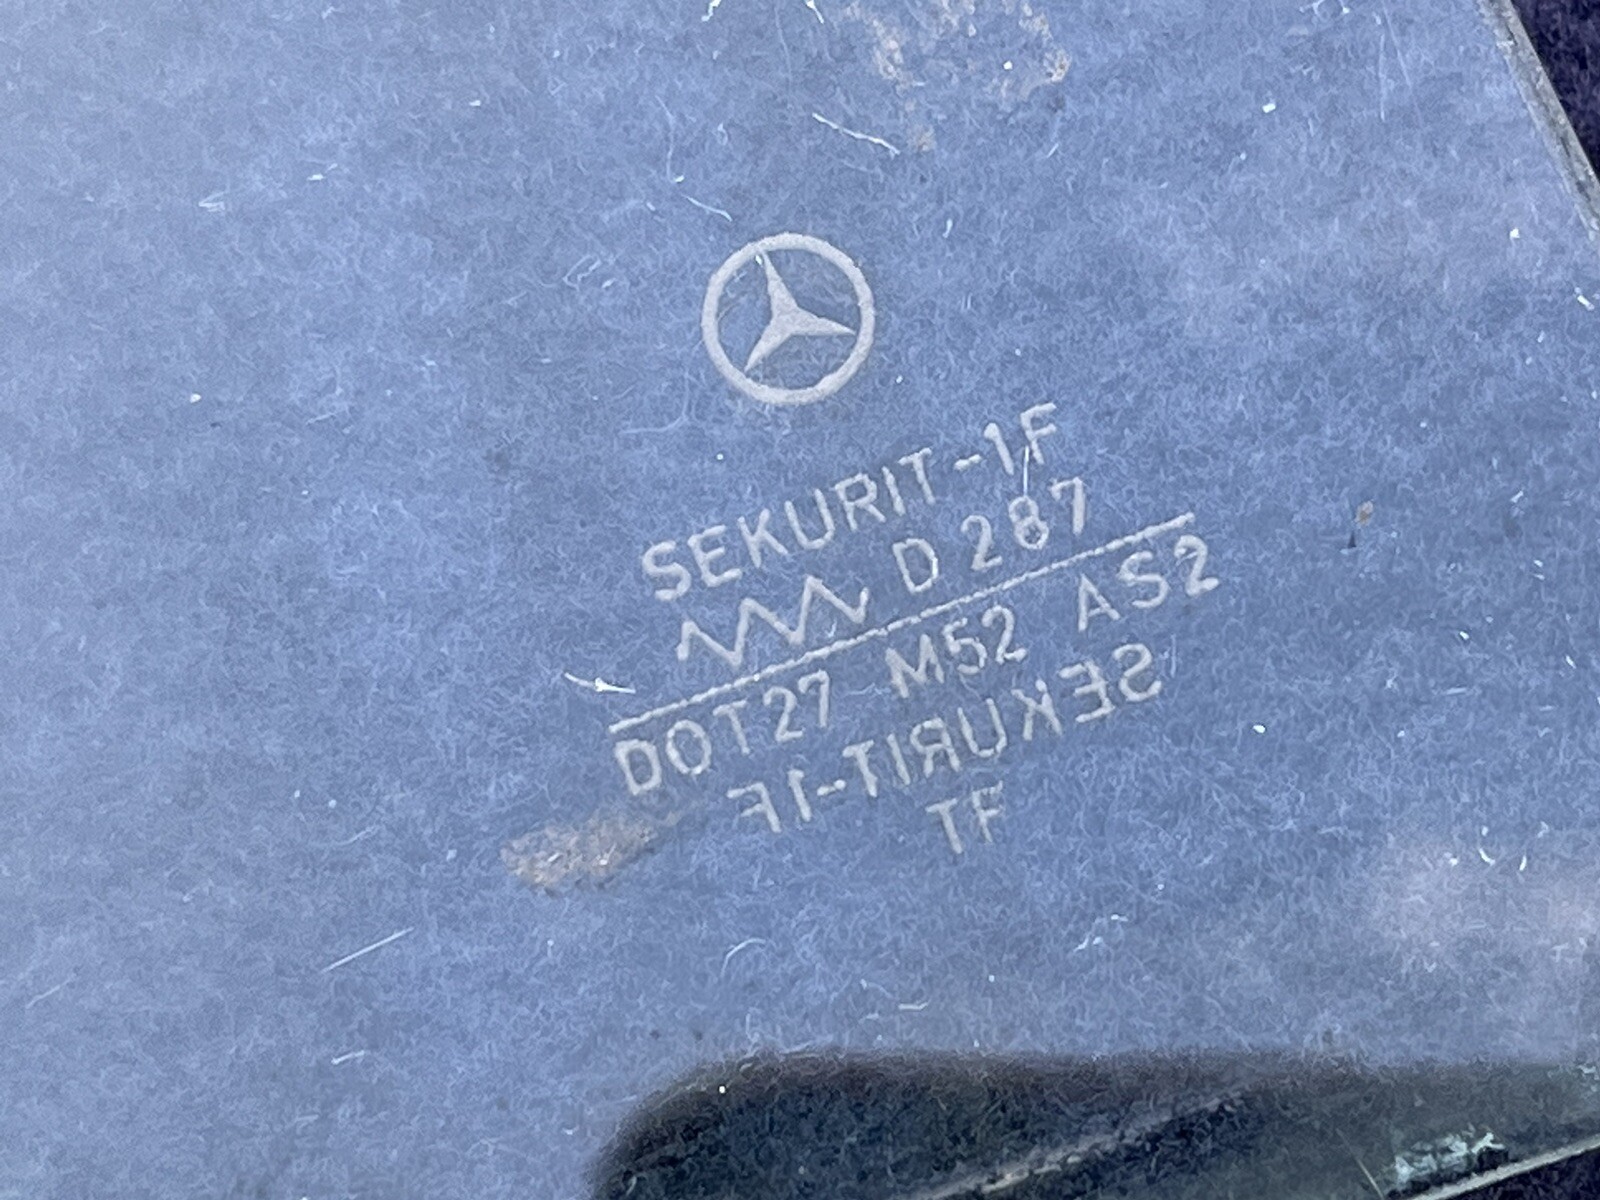 SEKURIT-1F
D 287
DOT27 M52 AS2
SEKURIT-1F
TF